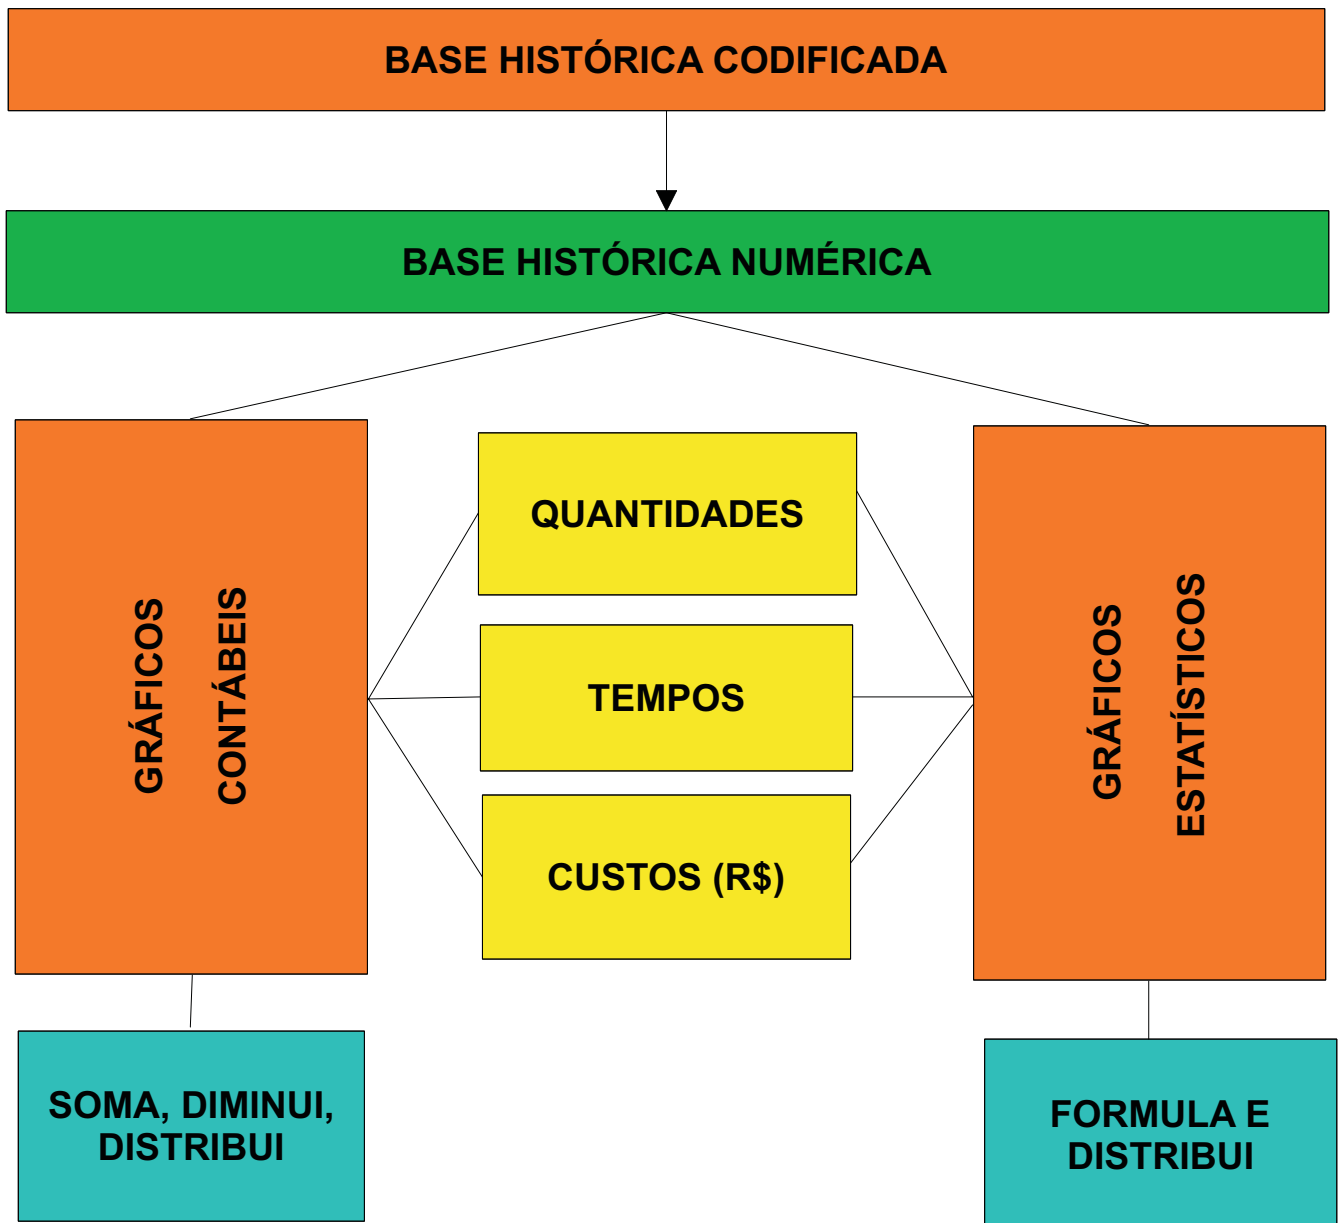 BASE HISTÓRICA CODIFICADA
BASE HISTÓRICA NUMÉRICA
GRÁFICOS
CONTÁBEIS
QUANTIDADES
TEMPOS
CUSTOS (R$)
GRÁFICOS
ESTATÍSTICOS
SOMA, DIMINUI,
DISTRIBUI
FORMULA E
DISTRIBUI